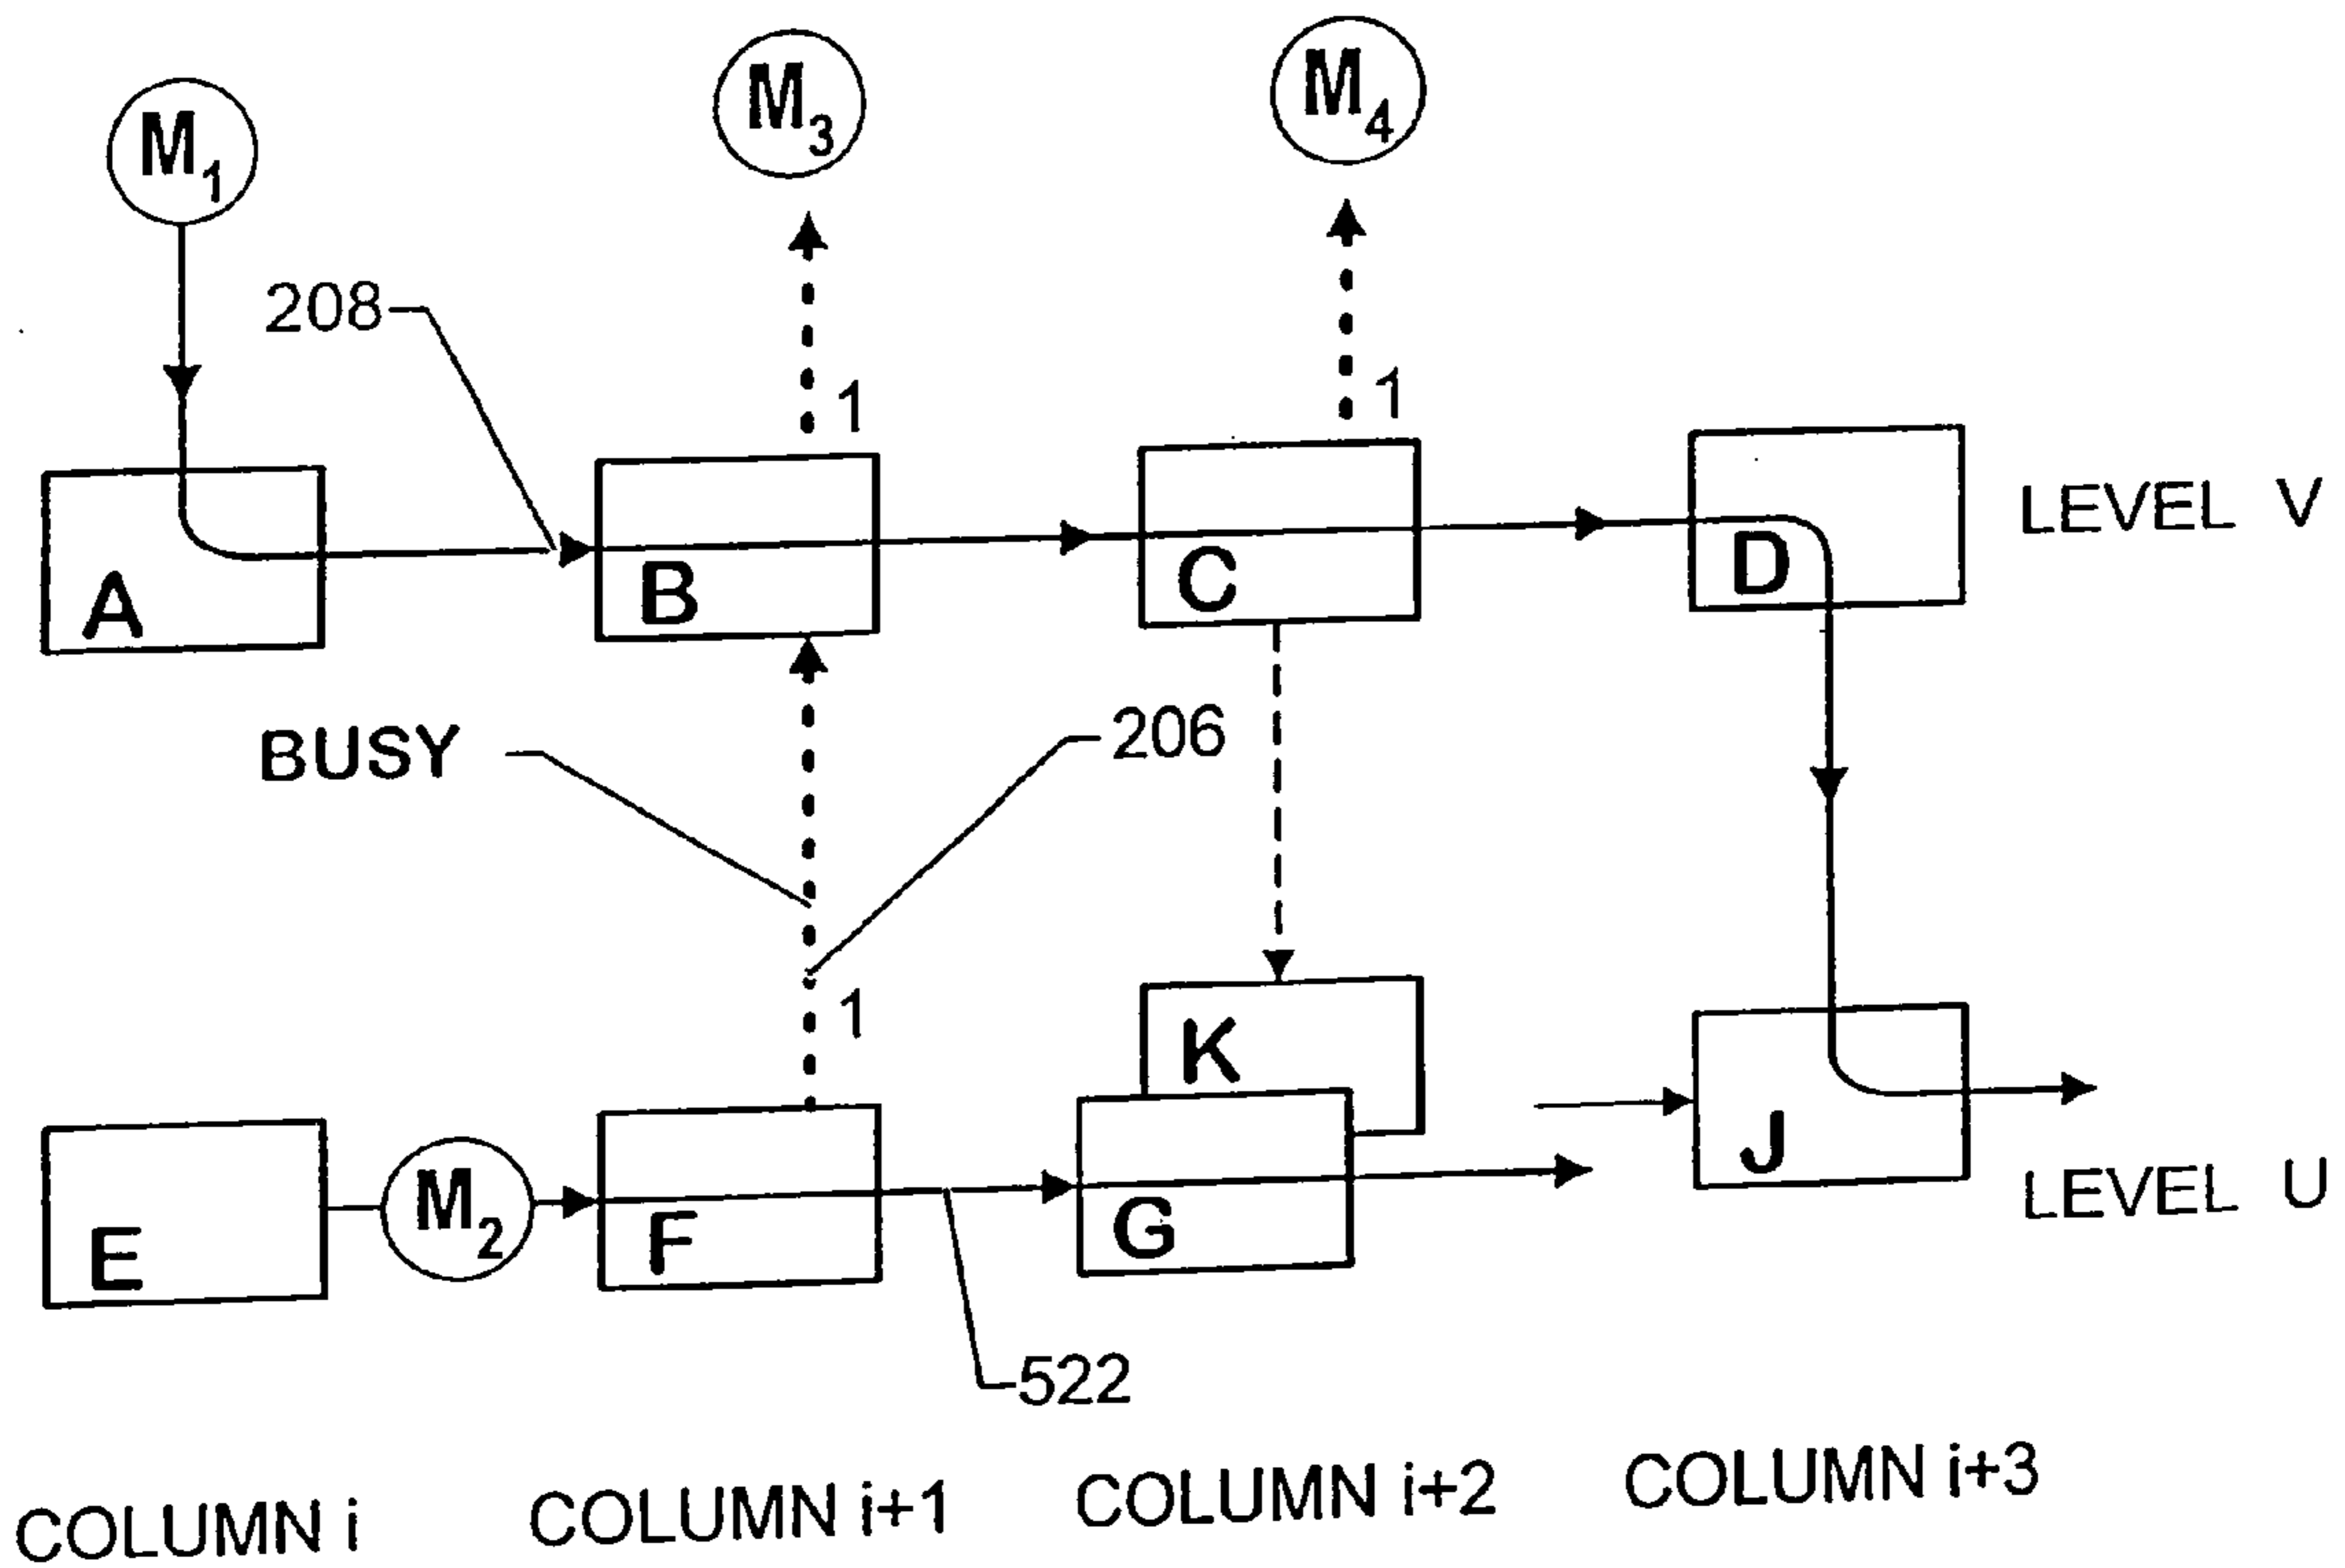 M1
M3
M4
208
1
1
A
B
C
D
LEVEL V
BUSY
206
1
K
E
M2
F
G
J
LEVEL U
522
COLUMN i
COLUMN i+1
COLUMN i+2
COLUMN i+3